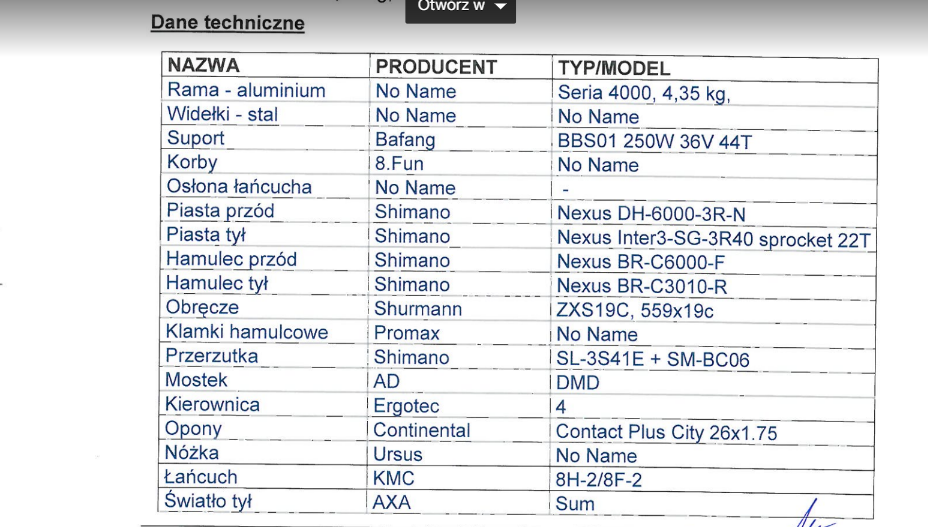 Otwórz w
Dane techniczne
NAZWA PRODUCENT TYP/MODEL
Rama - aluminium No Name Seria 4000, 4,35 kg,
Widełki - stal No Name No Name
Suport Bafang BBS01 250W 36V 44T
Korby 8.Fun No Name
Osłona łańcucha No Name -
Piasta przód Shimano Nexus DH-6000-3R-N
Piasta tył Shimano Nexus Inter3-SG-3R40 sprocket 22T
Hamulec przód Shimano Nexus BR-C6000-F
Hamulec tył Shimano Nexus BR-C3010-R
Obręcze Shurmann ZXS19C, 559x19c
Klamki hamulcowe Promax No Name
Przerzutka Shimano SL-3S41E + SM-BC06
Mostek AD DMD
Kierownica Ergotec 4
Opony Continental Contact Plus City 26x1.75
Nóżka Ursus No Name
Łańcuch KMC 8H-2/8F-2
Światło tył AXA Sum